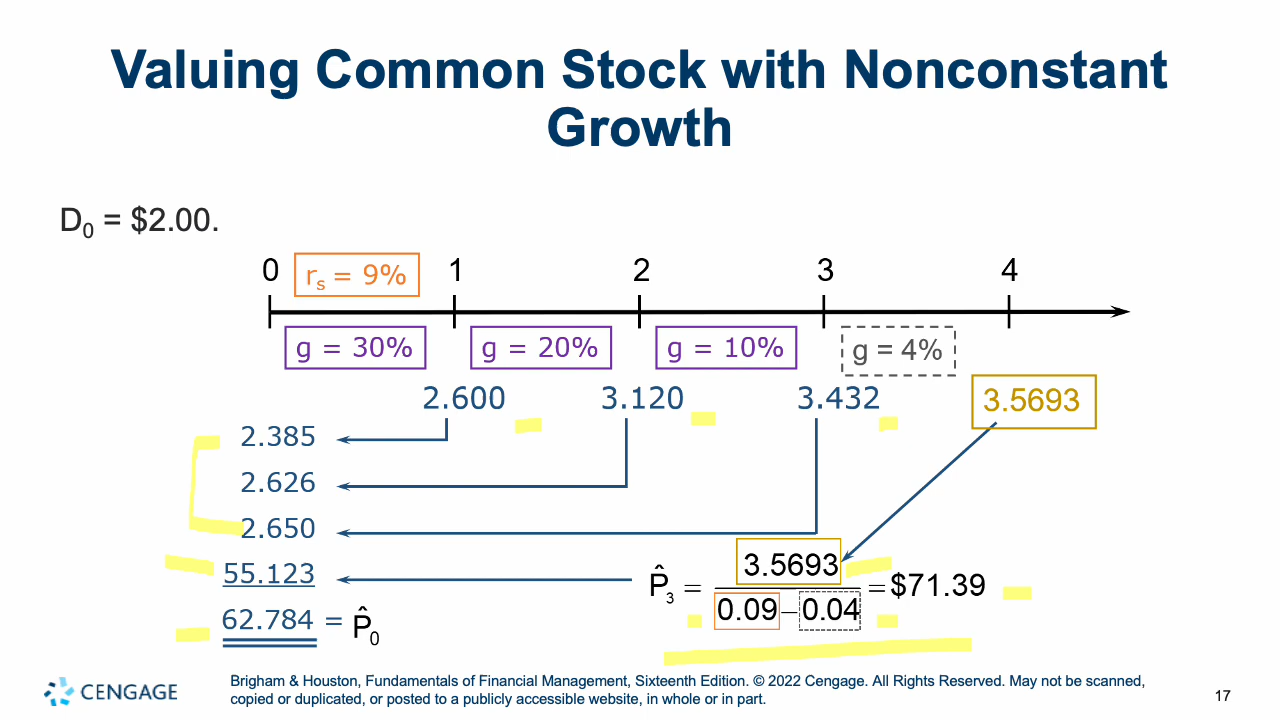 Valuing Common Stock with Nonconstant
Growth
D₀ = $2.00.
0 rₛ = 9% 1 2 3 4
g = 30% g = 20% g = 10% g = 4%
2.600 3.120 3.432 3.5693
2.385
2.626
2.650
55.123
62.784 = P̂₀
P̂₃ = 3.5693 / 0.09 – 0.04 = $71.39
CENGAGE
Brigham & Houston, Fundamentals of Financial Management, Sixteenth Edition. © 2022 Cengage. All Rights Reserved. May not be scanned,
copied or duplicated, or posted to a publicly accessible website, in whole or in part.
17